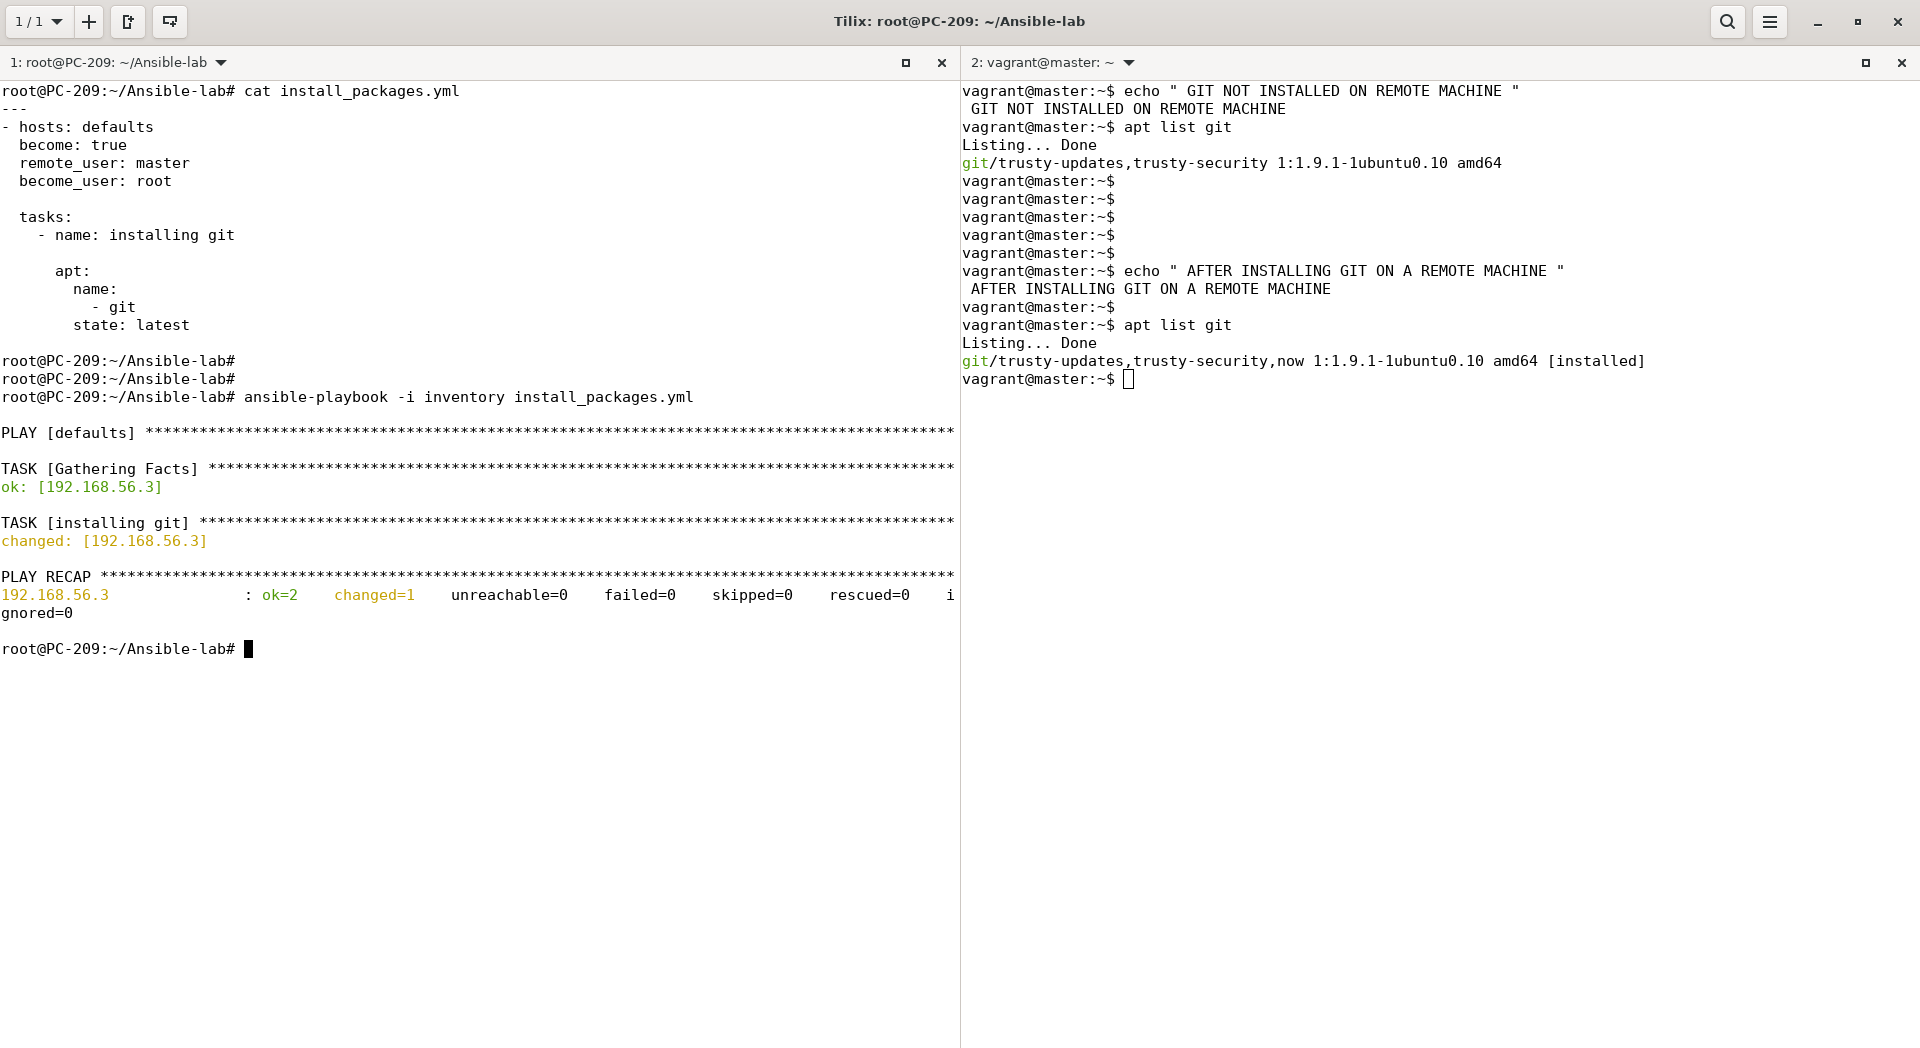 1 / 1
Tilix: root@PC-209: ~/Ansible-lab
1: root@PC-209: ~/Ansible-lab
root@PC-209:~/Ansible-lab# cat install_packages.yml
---
- hosts: defaults
  become: true
  remote_user: master
  become_user: root
  tasks:
    - name: installing git
      apt:
        name:
          - git
        state: latest
root@PC-209:~/Ansible-lab#
root@PC-209:~/Ansible-lab#
root@PC-209:~/Ansible-lab# ansible-playbook -i inventory install_packages.yml
PLAY [defaults] ******************************************************************************************
TASK [Gathering Facts] ***********************************************************************************
ok: [192.168.56.3]
TASK [installing git] ************************************************************************************
changed: [192.168.56.3]
PLAY RECAP ***********************************************************************************************
192.168.56.3               : ok=2    changed=1    unreachable=0    failed=0    skipped=0    rescued=0    i
gnored=0
root@PC-209:~/Ansible-lab#
2: vagrant@master: ~
vagrant@master:~$ echo " GIT NOT INSTALLED ON REMOTE MACHINE "
 GIT NOT INSTALLED ON REMOTE MACHINE
vagrant@master:~$ apt list git
Listing... Done
git/trusty-updates,trusty-security 1:1.9.1-1ubuntu0.10 amd64
vagrant@master:~$
vagrant@master:~$
vagrant@master:~$
vagrant@master:~$
vagrant@master:~$
vagrant@master:~$ echo " AFTER INSTALLING GIT ON A REMOTE MACHINE "
 AFTER INSTALLING GIT ON A REMOTE MACHINE
vagrant@master:~$
vagrant@master:~$ apt list git
Listing... Done
git/trusty-updates,trusty-security,now 1:1.9.1-1ubuntu0.10 amd64 [installed]
vagrant@master:~$